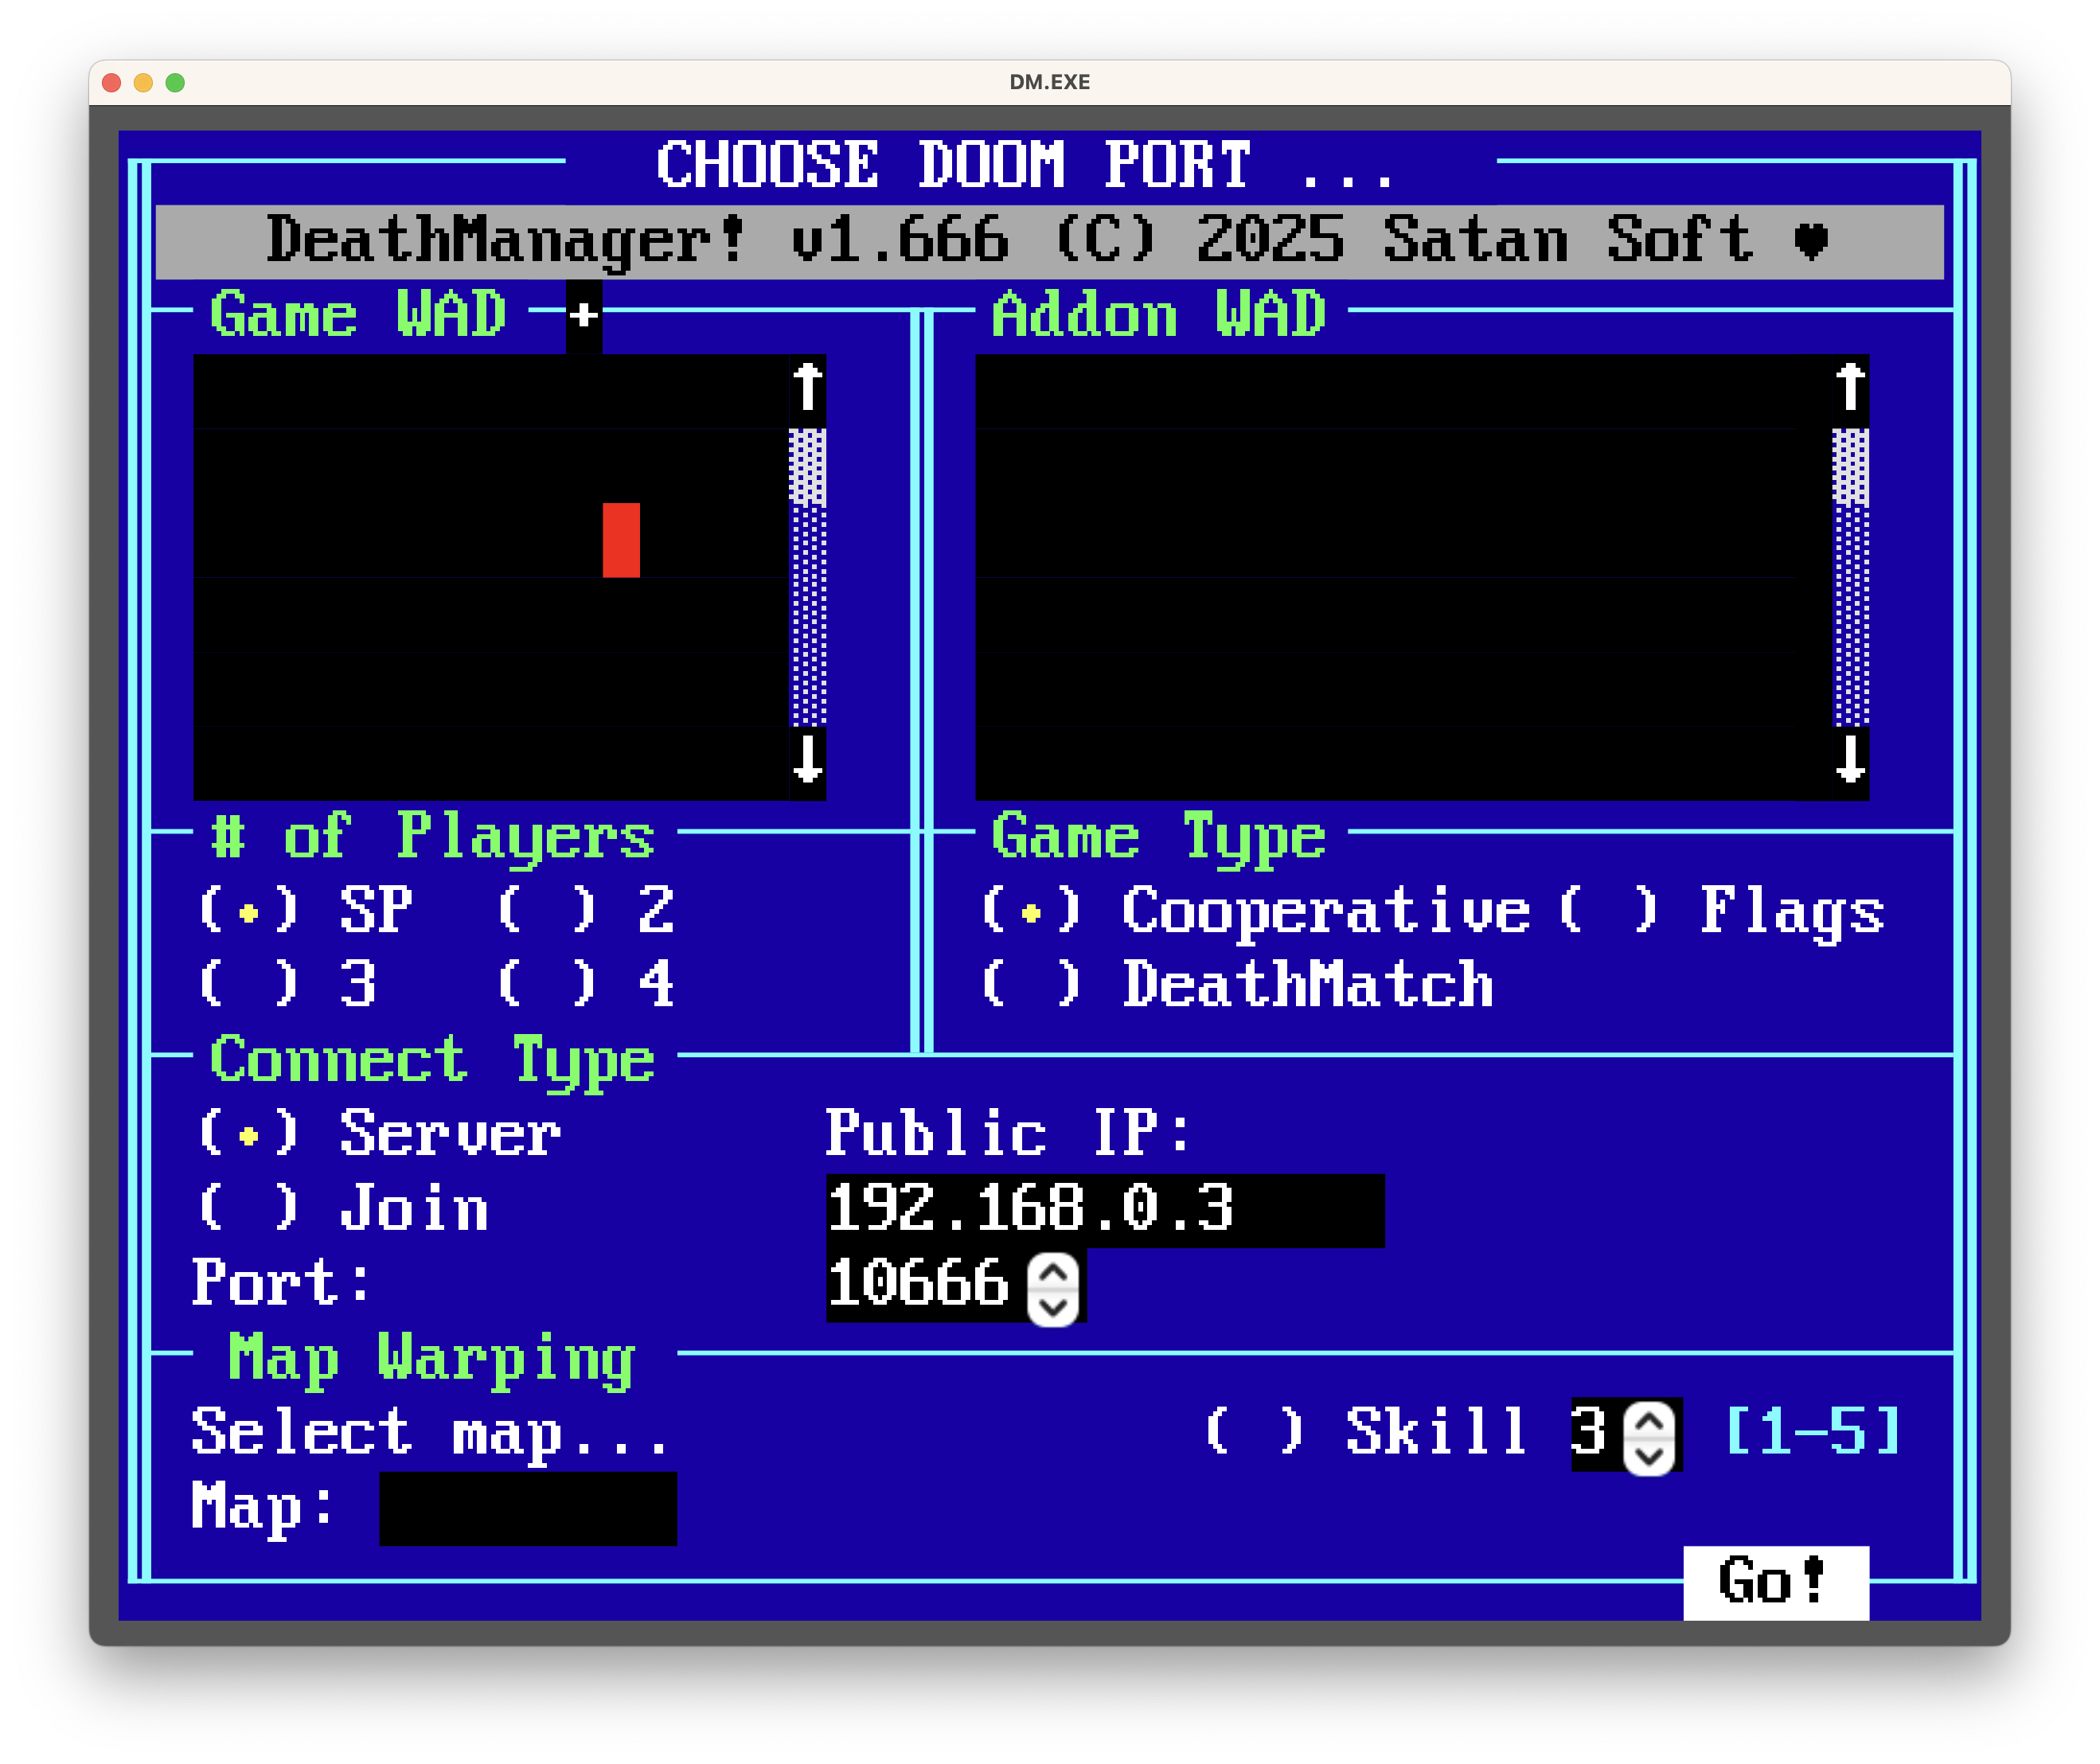 DM.EXE
CHOOSE DOOM PORT ...
DeathManager! v1.666 (C) 2025 Satan Soft ♥
Game WAD + Addon WAD
↑ ↑
↓ ↓
# of Players Game Type
(•) SP ( ) 2 (•) Cooperative ( ) Flags
( ) 3 ( ) 4 ( ) DeathMatch
Connect Type
(•) Server Public IP:
( ) Join 192.168.0.3
Port: 10666
Map Warping
Select map... ( ) Skill 3 [1-5]
Map:
Go!